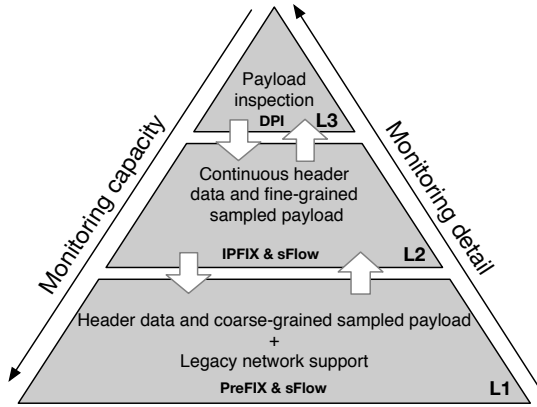 Payload
inspection
DPI
L3
Continuous header
data and fine-grained
sampled payload
IPFIX & sFlow
L2
Header data and coarse-grained sampled payload
+
Legacy network support
PreFIX & sFlow
L1
Monitoring capacity
Monitoring detail